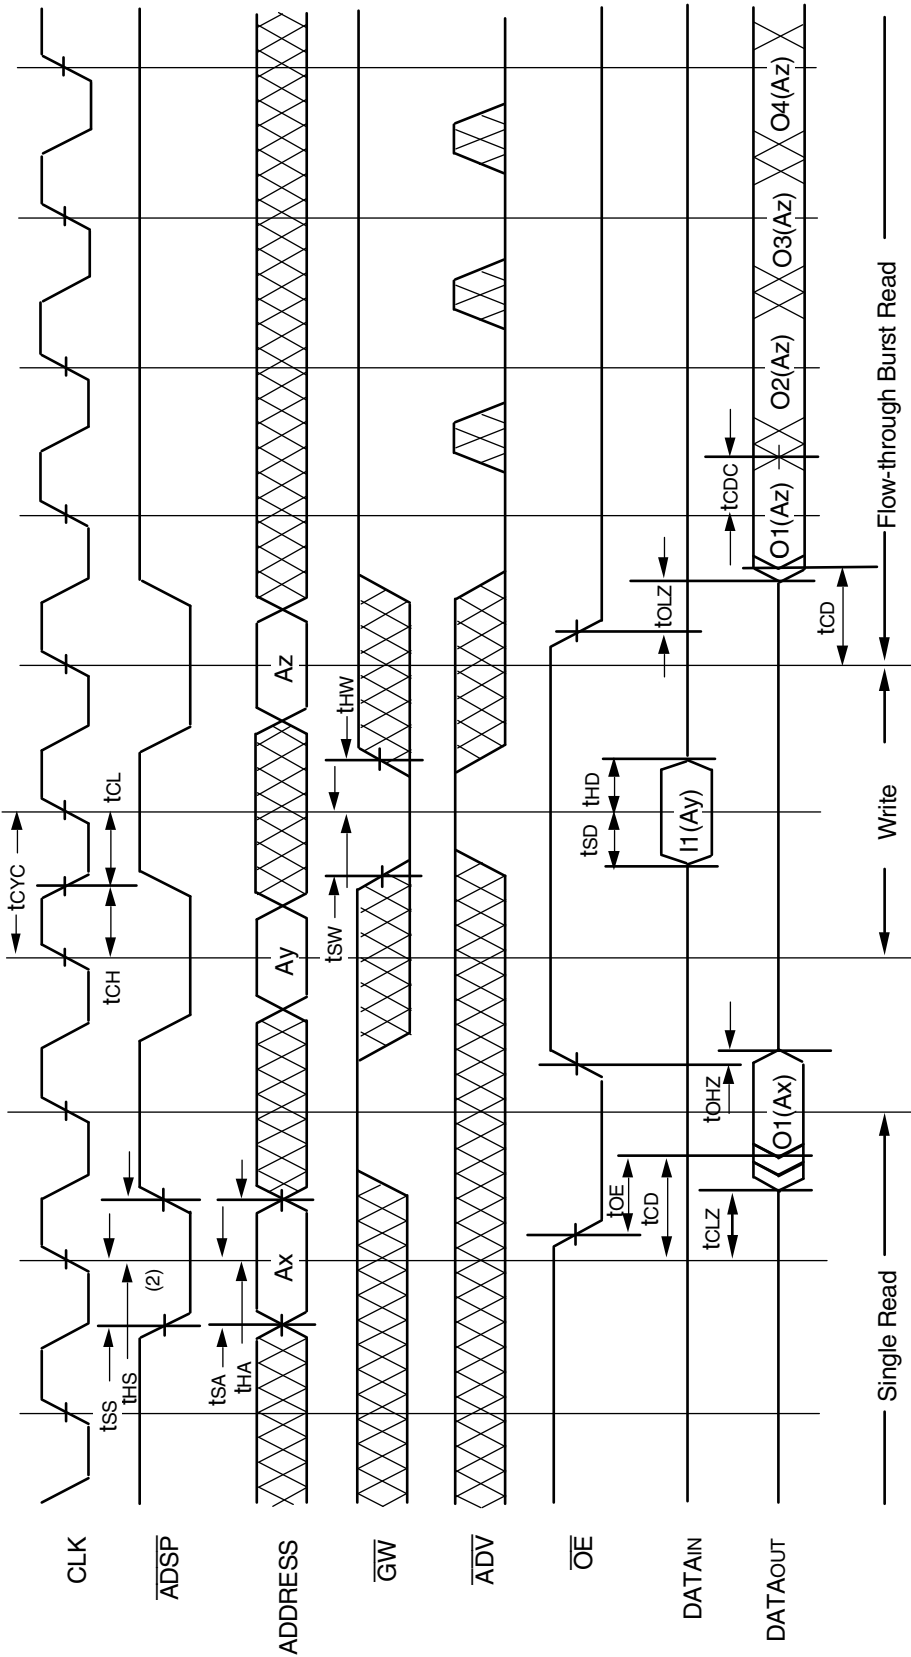 CLK
tCYC
tCH
tCL
tSS
tHS
(2)
ADSP
tSA
tHA
ADDRESS
Ax
Ay
Az
tSW
tHW
GW
ADV
OE
tOE
tOHZ
tOLZ
tSD
tHD
DATAIN
I1(Ay)
tCD
tCLZ
tCDC
DATAOUT
O1(Ax)
O1(Az)
O2(Az)
O3(Az)
O4(Az)
tCD
Single Read
Write
Flow-through Burst Read